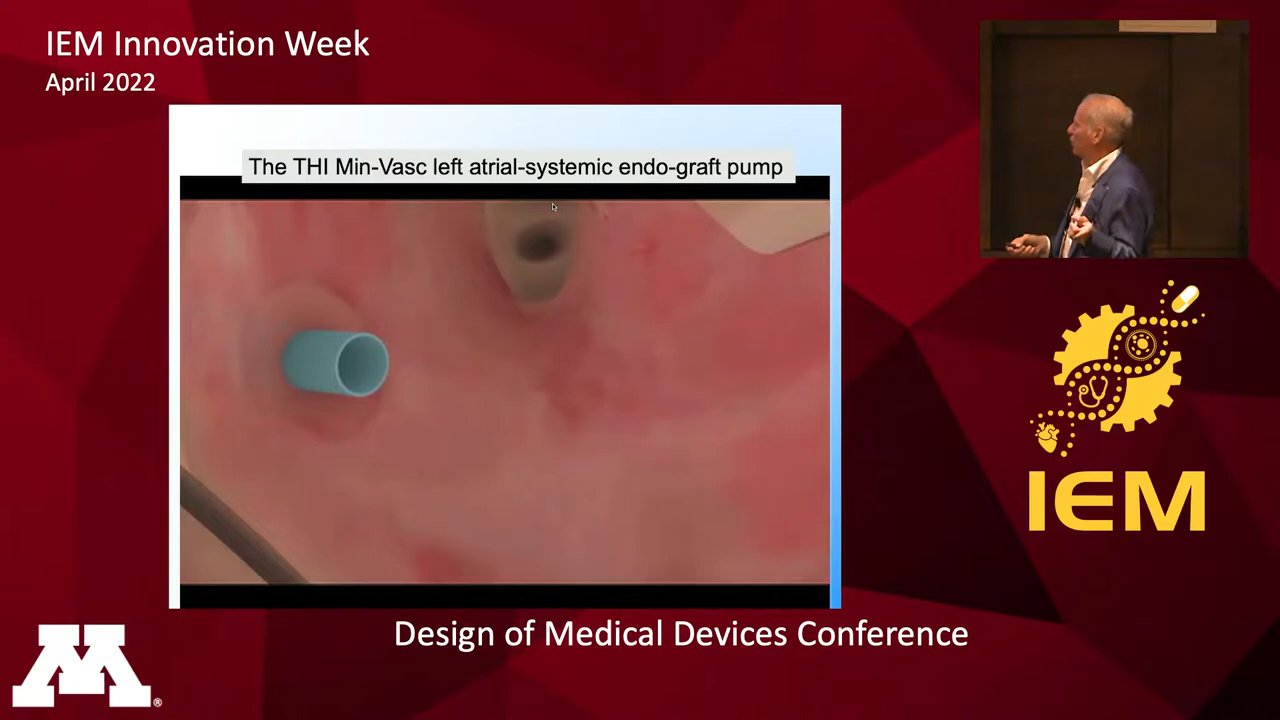 IEM Innovation Week
April 2022
The THI Min-Vasc left atrial-systemic endo-graft pump
IEM
Design of Medical Devices Conference
M®